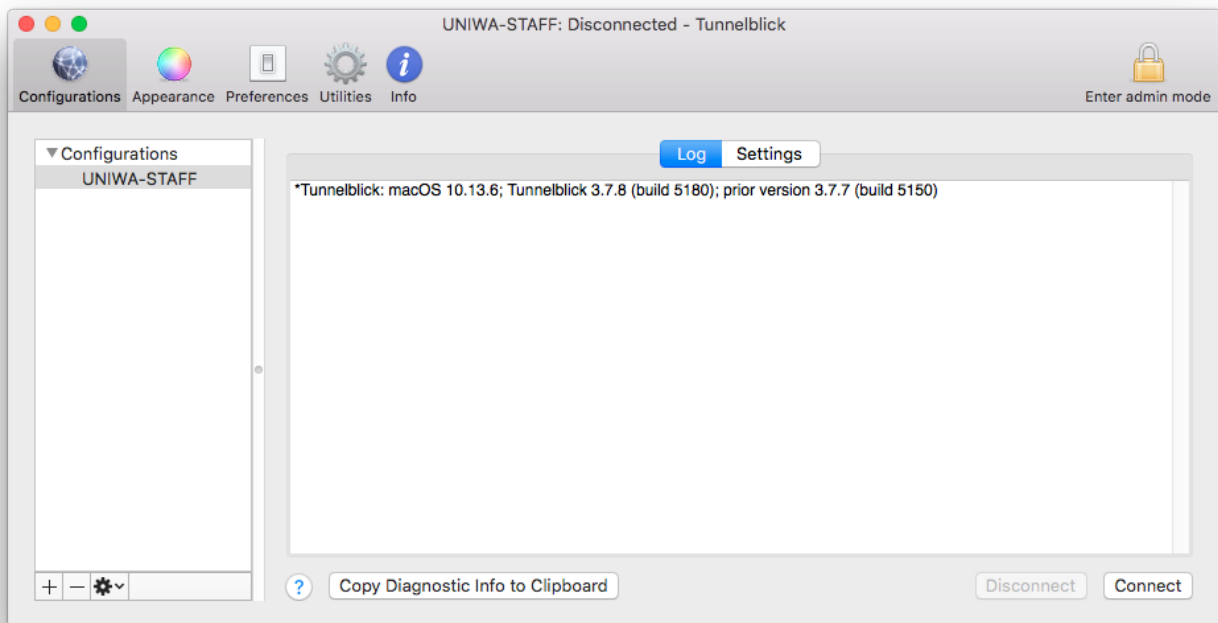 UNIWA-STAFF: Disconnected - Tunnelblick
Configurations Appearance Preferences Utilities Info Enter admin mode
Configurations
UNIWA-STAFF
Log Settings
*Tunnelblick: macOS 10.13.6; Tunnelblick 3.7.8 (build 5180); prior version 3.7.7 (build 5150)
? Copy Diagnostic Info to Clipboard Disconnect Connect